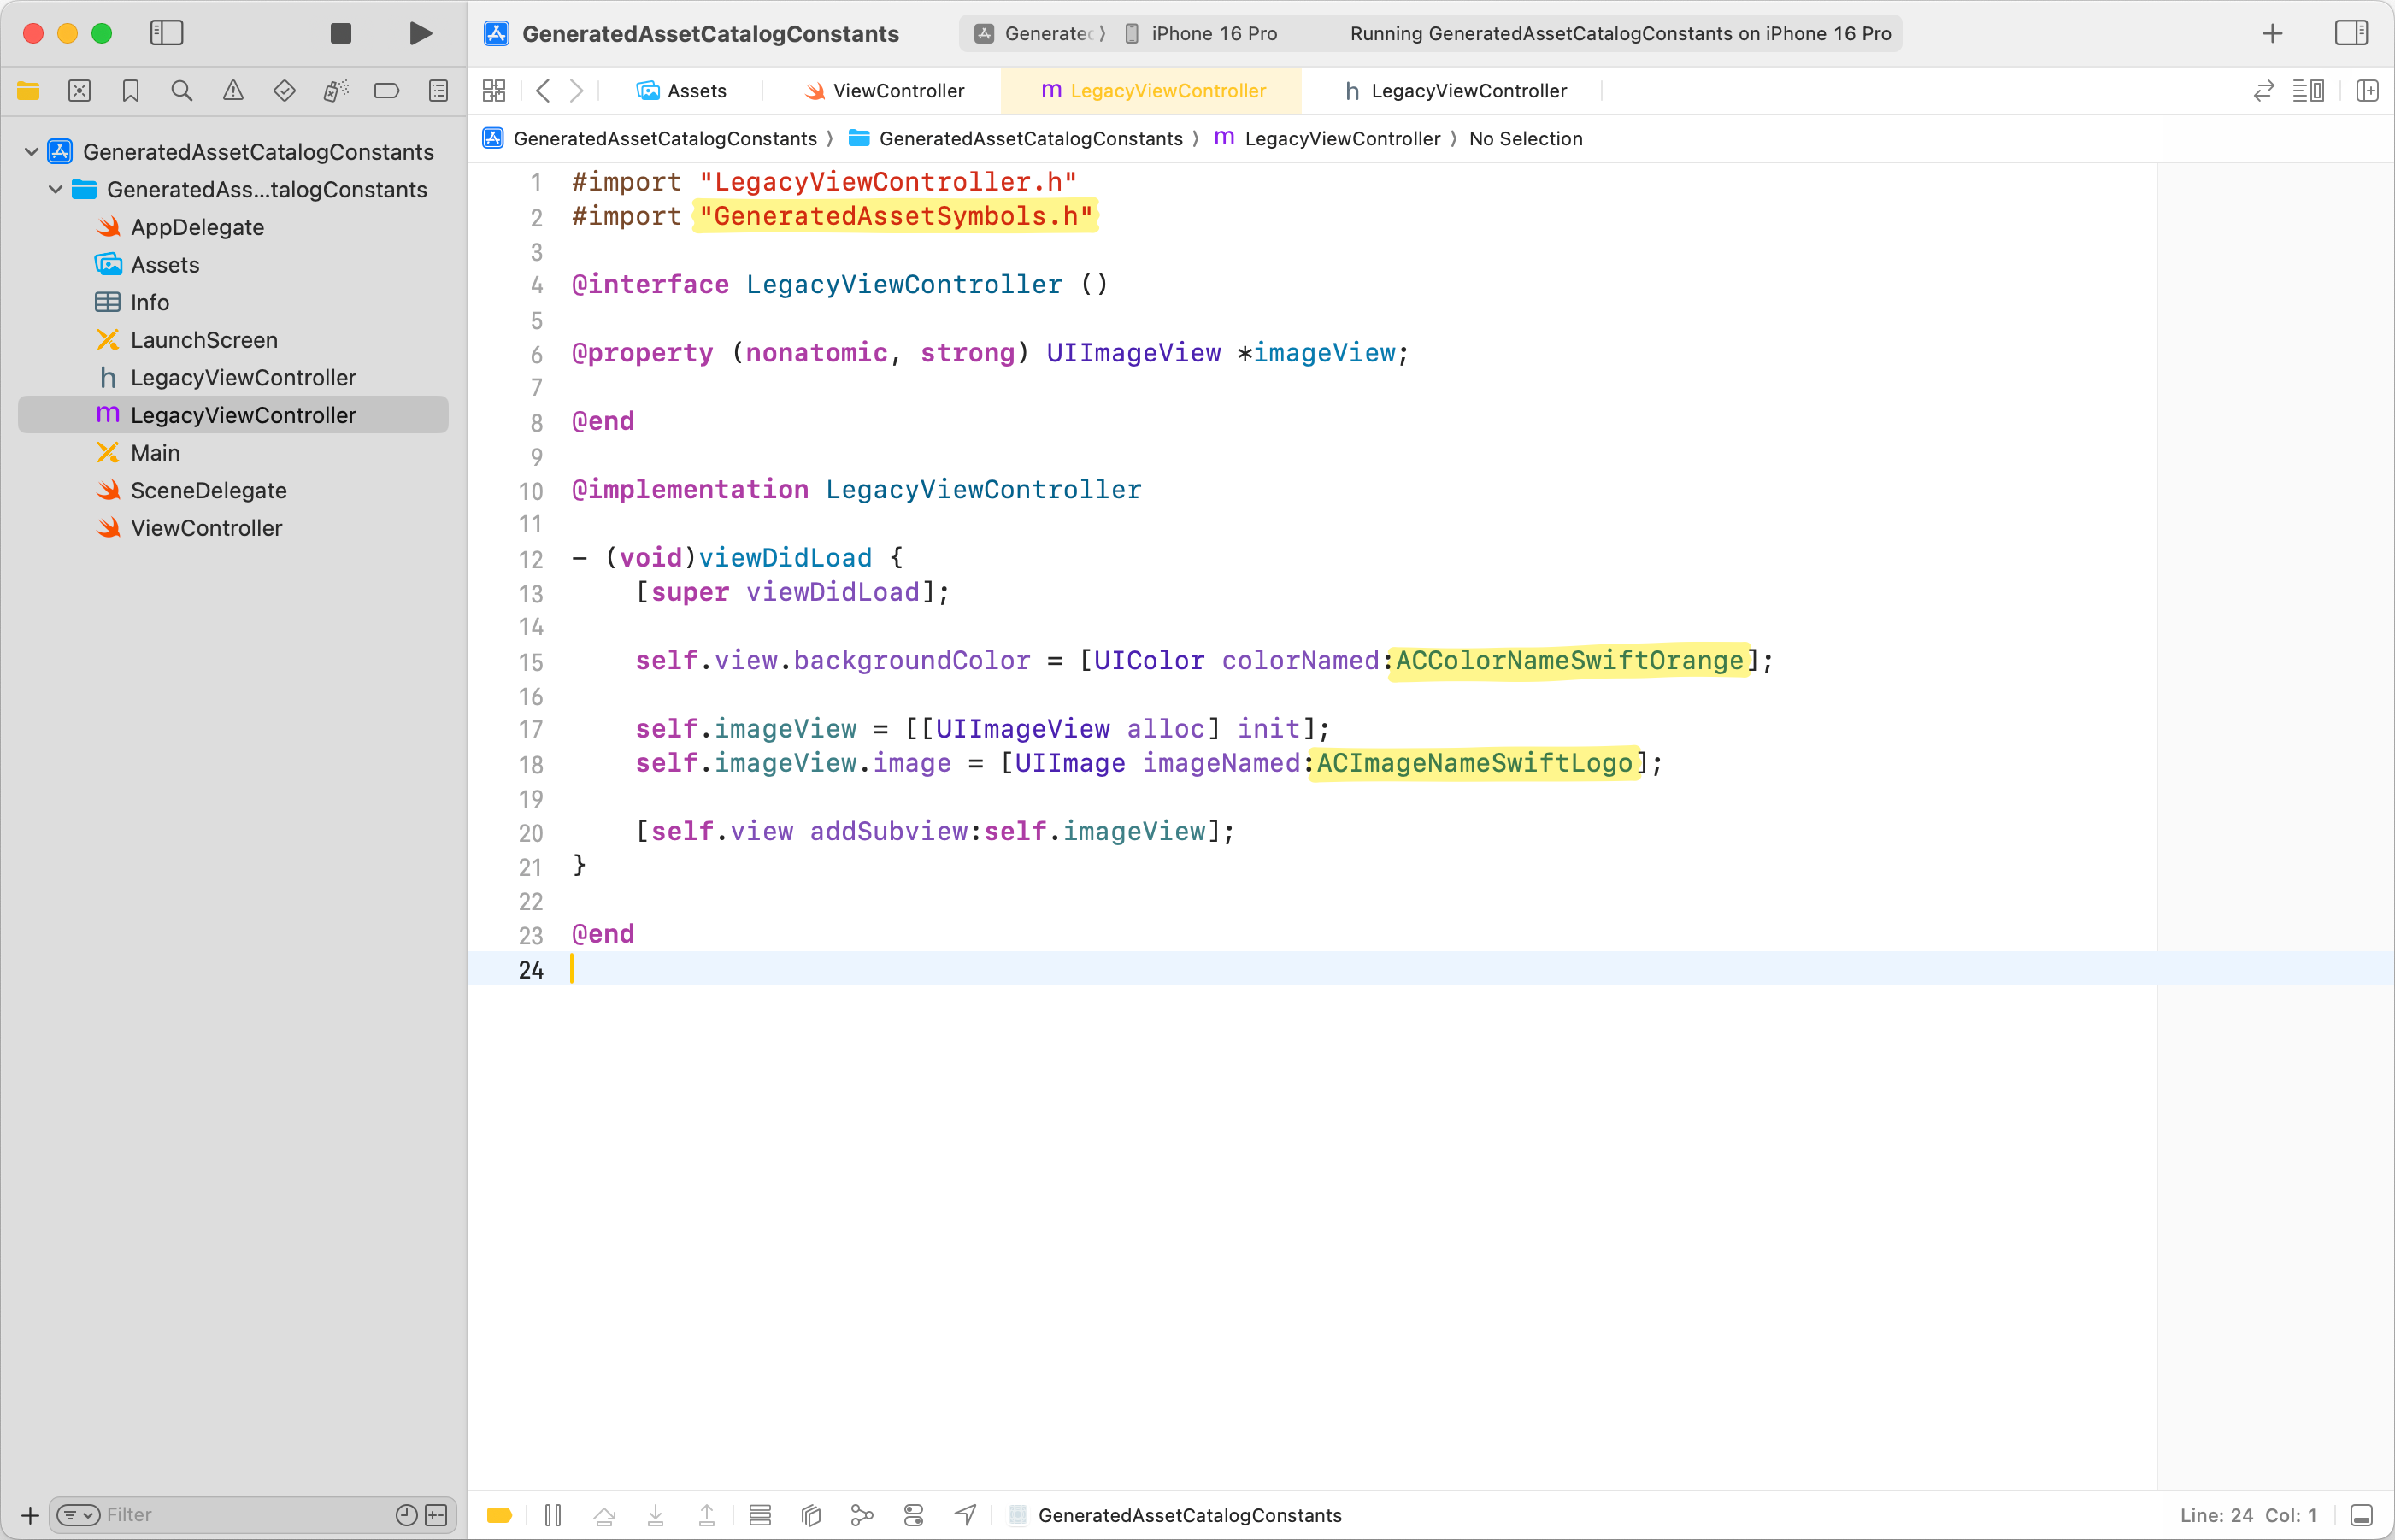 GeneratedAssetCatalogConstants
Generatec 〉 iPhone 16 Pro Running GeneratedAssetCatalogConstants on iPhone 16 Pro
Assets ViewController m LegacyViewController h LegacyViewController
GeneratedAssetCatalogConstants 〉 GeneratedAssetCatalogConstants 〉 m LegacyViewController 〉 No Selection
GeneratedAssetCatalogConstants
GeneratedAss...talogConstants
AppDelegate
Assets
Info
LaunchScreen
h LegacyViewController
m LegacyViewController
Main
SceneDelegate
ViewController
1 #import "LegacyViewController.h"
2 #import "GeneratedAssetSymbols.h"
3
4 @interface LegacyViewController ()
5
6 @property (nonatomic, strong) UIImageView *imageView;
7
8 @end
9
10 @implementation LegacyViewController
11
12 - (void)viewDidLoad {
13 [super viewDidLoad];
14
15 self.view.backgroundColor = [UIColor colorNamed:ACColorNameSwiftOrange];
16
17 self.imageView = [[UIImageView alloc] init];
18 self.imageView.image = [UIImage imageNamed:ACImageNameSwiftLogo];
19
20 [self.view addSubview:self.imageView];
21 }
22
23 @end
24
Filter
GeneratedAssetCatalogConstants
Line: 24 Col: 1